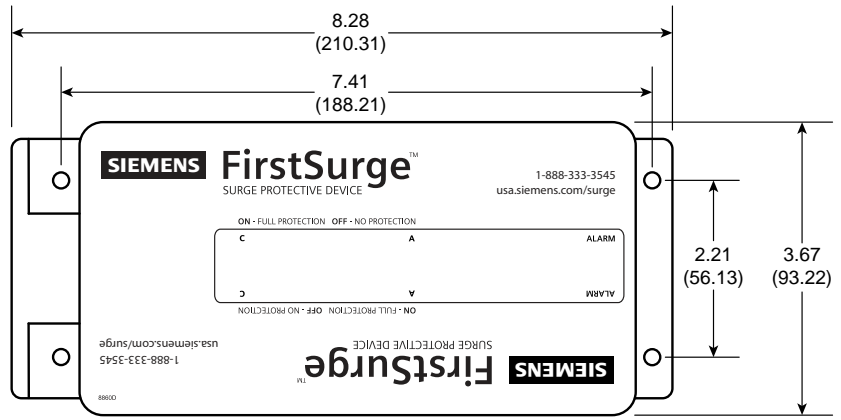 8.28
(210.31)
7.41
(188.21)
SIEMENS FirstSurge™
SURGE PROTECTIVE DEVICE
1-888-333-3545
usa.siemens.com/surge
ON - FULL PROTECTION OFF - NO PROTECTION
C A ALARM
C A ALARM
ON - FULL PROTECTION OFF - NO PROTECTION
2.21
(56.13)
3.67
(93.22)
SIEMENS FirstSurge™
SURGE PROTECTIVE DEVICE
1-888-333-3545
usa.siemens.com/surge
8860D